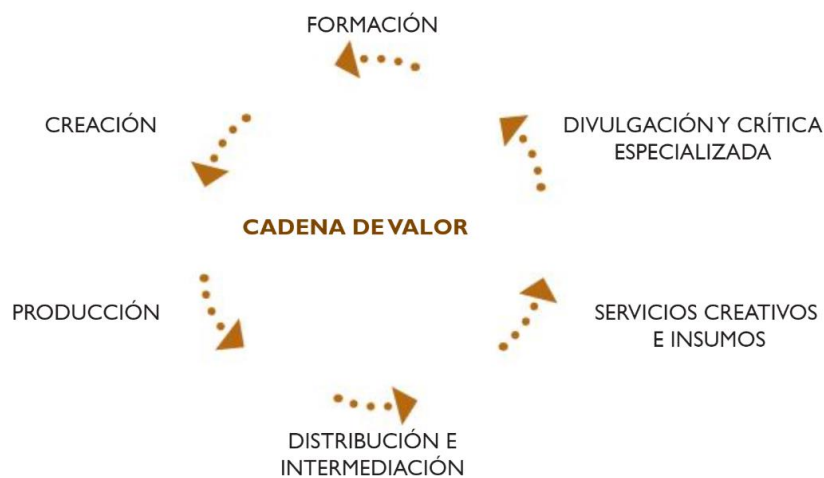 FORMACIÓN
CREACIÓN
DIVULGACIÓN Y CRÍTICA
ESPECIALIZADA
CADENA DE VALOR
PRODUCCIÓN
SERVICIOS CREATIVOS
E INSUMOS
DISTRIBUCIÓN E
INTERMEDIACIÓN